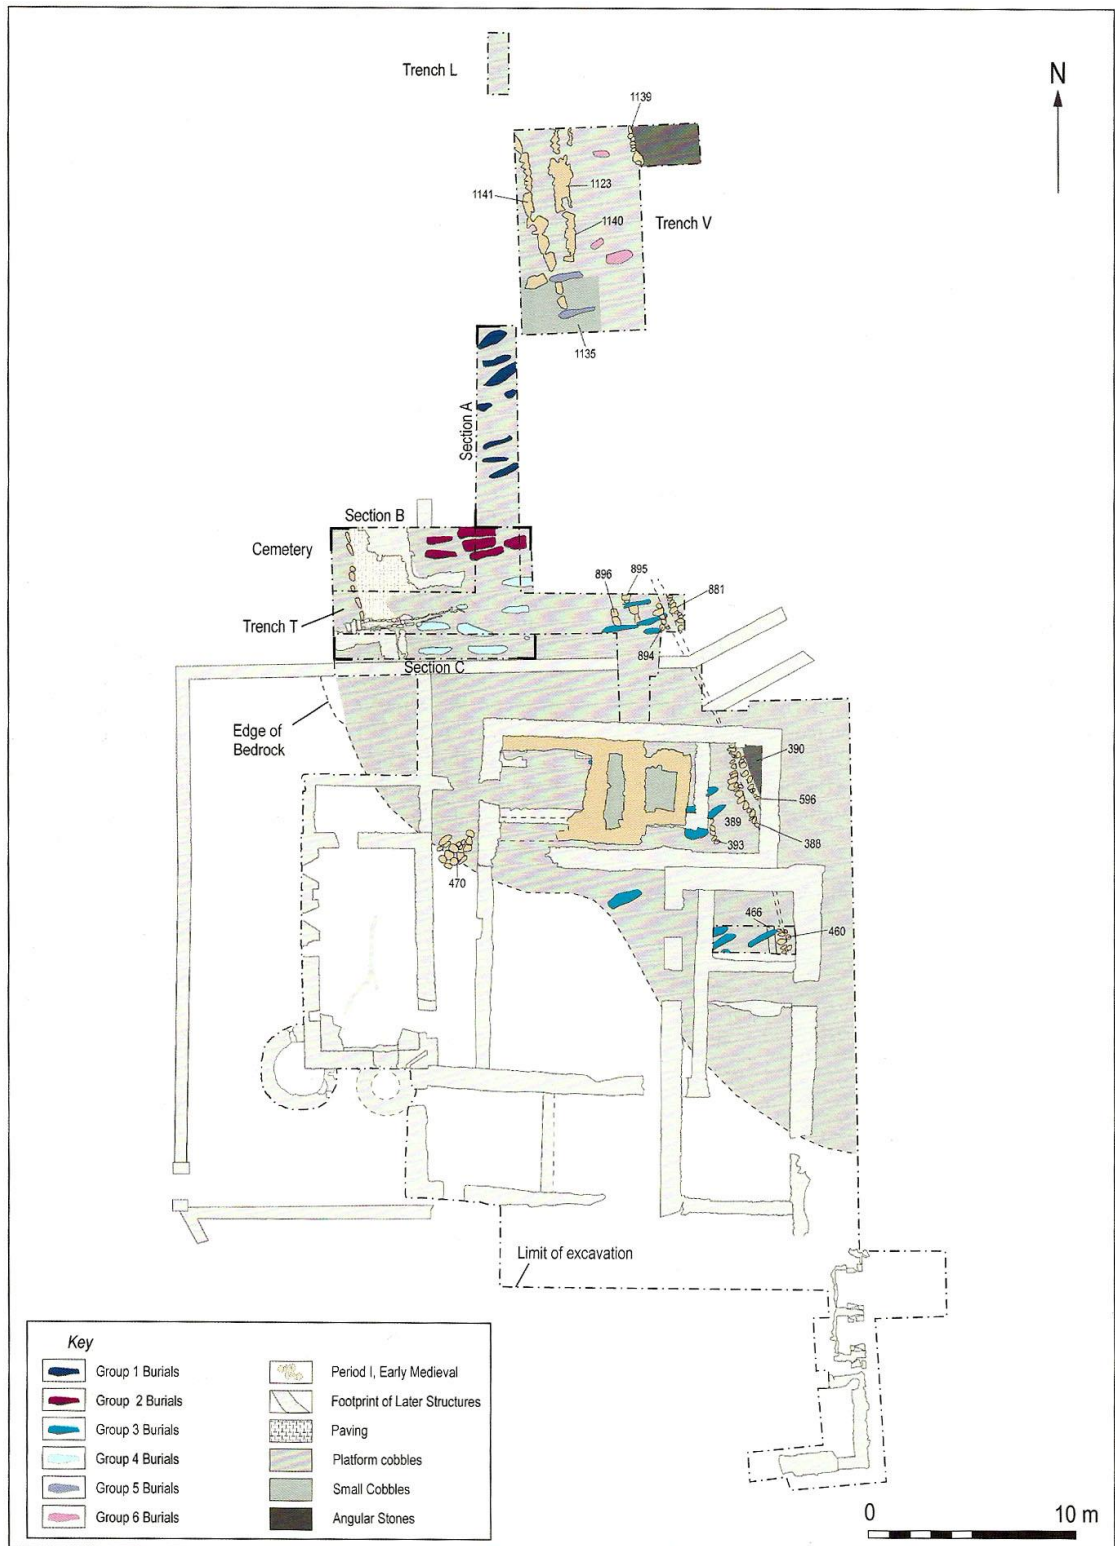 Trench L
N
1139
1123
1141
1140
Trench V
1135
Section A
Section B
Cemetery
895
896
881
Trench T
894
Section C
Edge of
Bedrock
390
596
389
388
393
470
466
460
Limit of excavation
Key
Group 1 Burials
Group 2 Burials
Group 3 Burials
Group 4 Burials
Group 5 Burials
Group 6 Burials
Period I, Early Medieval
Footprint of Later Structures
Paving
Platform cobbles
Small Cobbles
Angular Stones
0 10 m